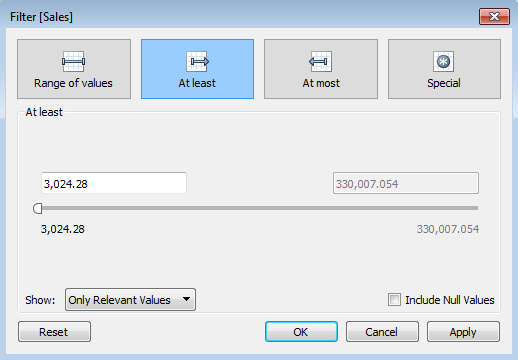 Filter [Sales]
Range of values
At least
At most
Special
At least
3,024.28
330,007.054
3,024.28
330,007.054
Show:
Only Relevant Values
Include Null Values
Reset
OK
Cancel
Apply